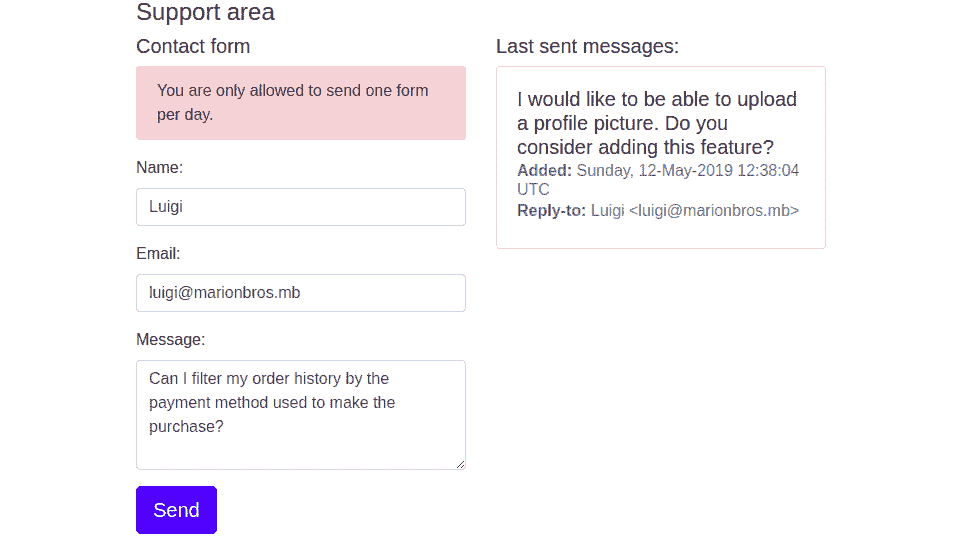 Support area
Contact form
You are only allowed to send one form
per day.
Name:
Luigi
Email:
luigi@marionbros.mb
Message:
Can I filter my order history by the
payment method used to make the
purchase?
Send
Last sent messages:
I would like to be able to upload
a profile picture. Do you
consider adding this feature?
Added: Sunday, 12-May-2019 12:38:04
UTC
Reply-to: Luigi <luigi@marionbros.mb>